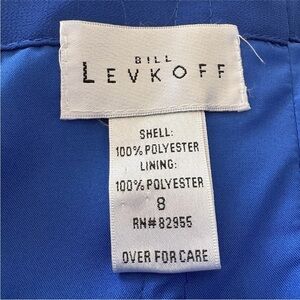 BILL
LEVKOFF
SHELL:
100% POLYESTER
LINING:
100% POLYESTER
8
RN#82955
OVER FOR CARE